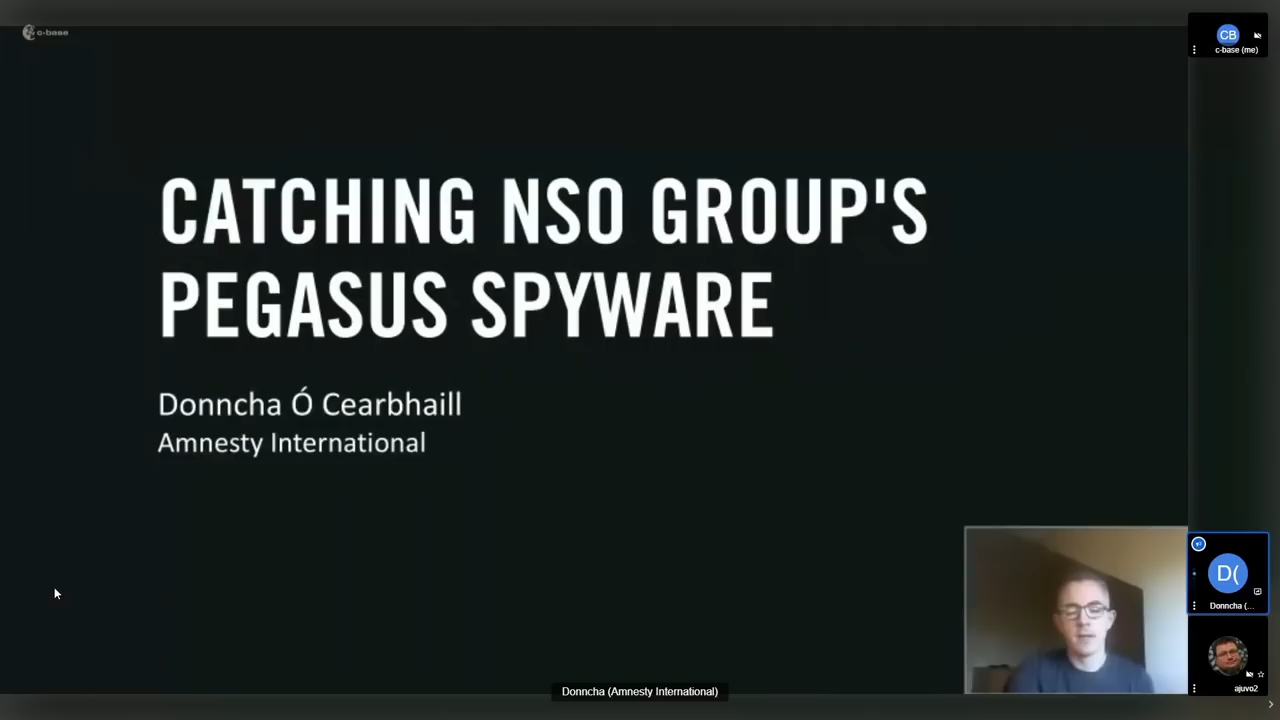 c-base
CB
c-base (me)
CATCHING NSO GROUP'S
PEGASUS SPYWARE
Donncha Ó Cearbhaill
Amnesty International
D(
Donncha (...
ajuvo2
Donncha (Amnesty International)